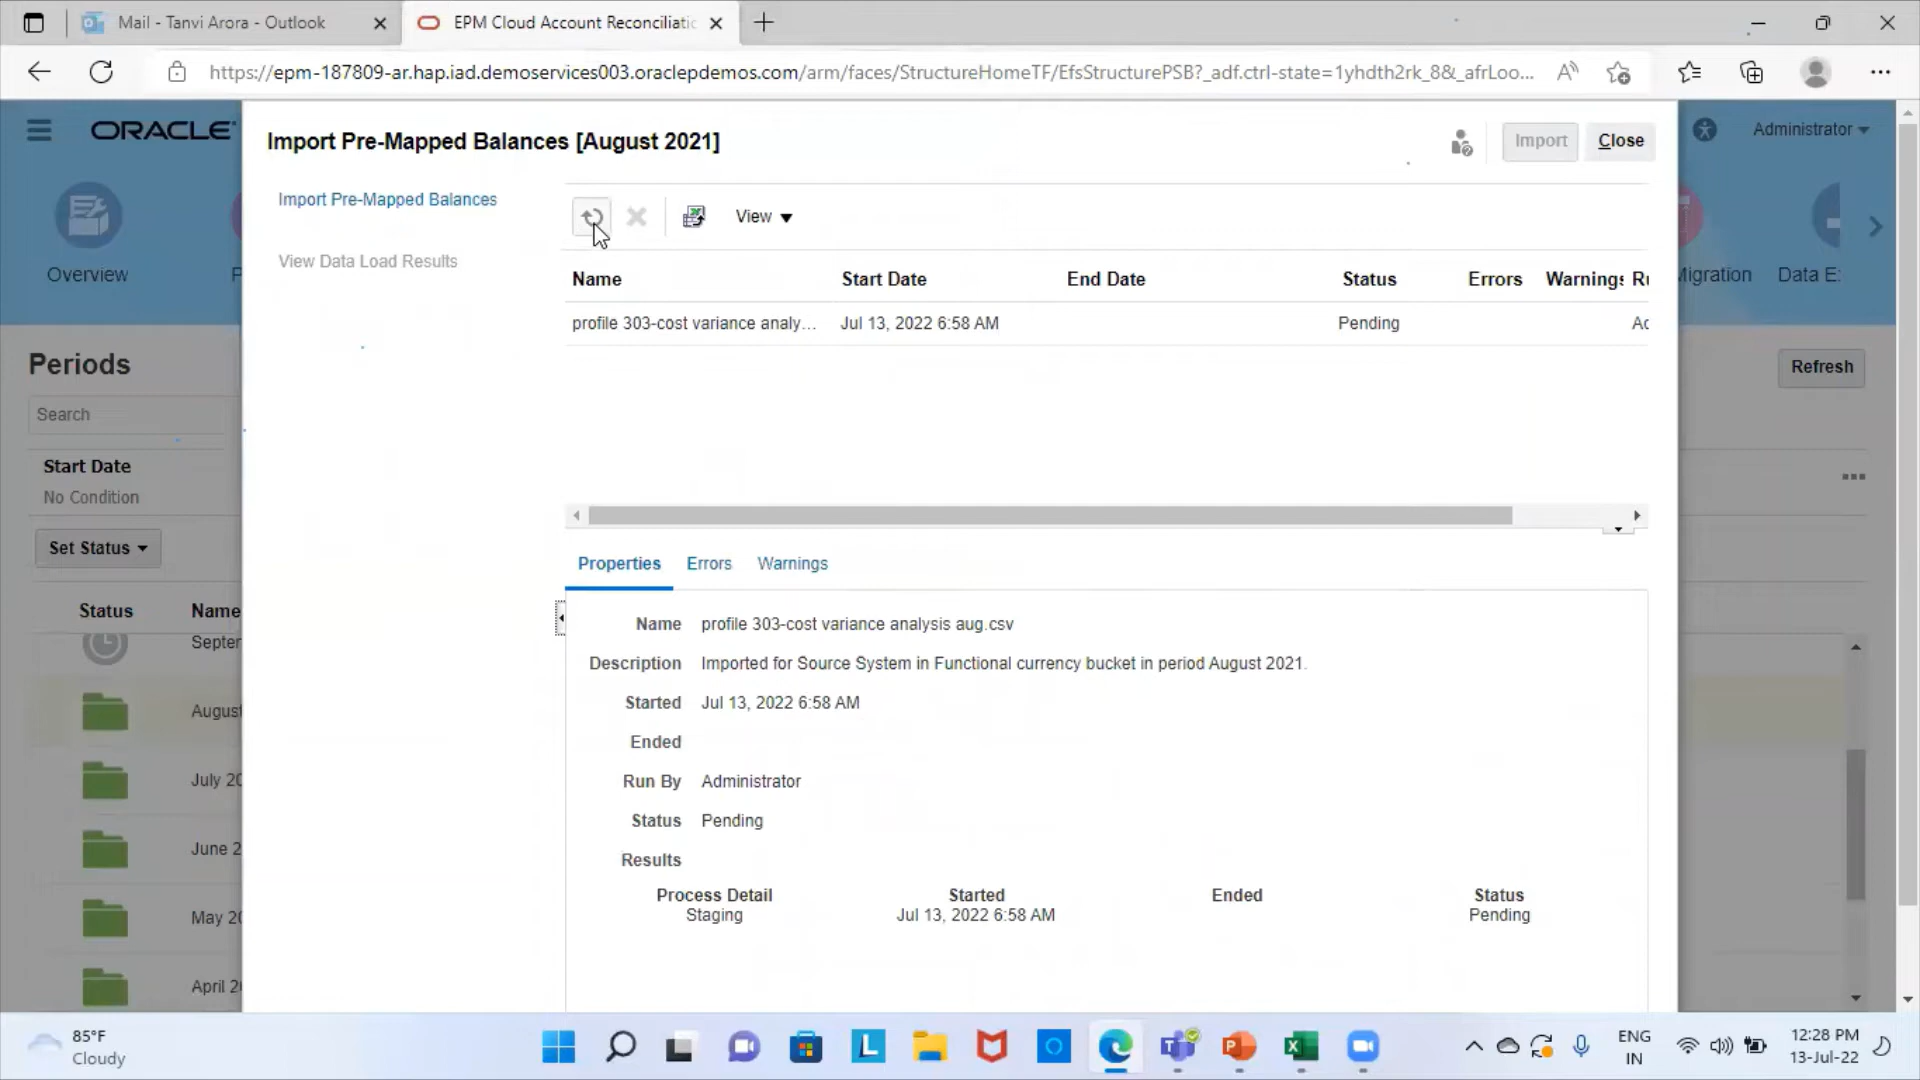 Mail - Tanvi Arora - Outlook
EPM Cloud Account Reconciliatic
https://epm-187809-ar.hap.iad.demoservices003.oraclepdemos.com/arm/faces/StructureHomeTF/EfsStructurePSB?_adf.ctrl-state=1yhdth2rk_8&_afrLoo...
ORACLE
Administrator
Import Pre-Mapped Balances [August 2021]
Import
Close
Import Pre-Mapped Balances
View Data Load Results
View
Overview
P
Migration
Data E:
Name Start Date End Date Status Errors Warnings Ru
profile 303-cost variance analy... Jul 13, 2022 6:58 AM Pending Ad
Periods
Refresh
Search
Start Date
No Condition
Set Status
Status Name
Septer
August
July 20
June 2
May 20
April 20
Properties Errors Warnings
Name profile 303-cost variance analysis aug.csv
Description Imported for Source System in Functional currency bucket in period August 2021.
Started Jul 13, 2022 6:58 AM
Ended
Run By Administrator
Status Pending
Results
Process Detail Started Ended Status
Staging Jul 13, 2022 6:58 AM Pending
85°F
Cloudy
ENG
IN
12:28 PM
13-Jul-22